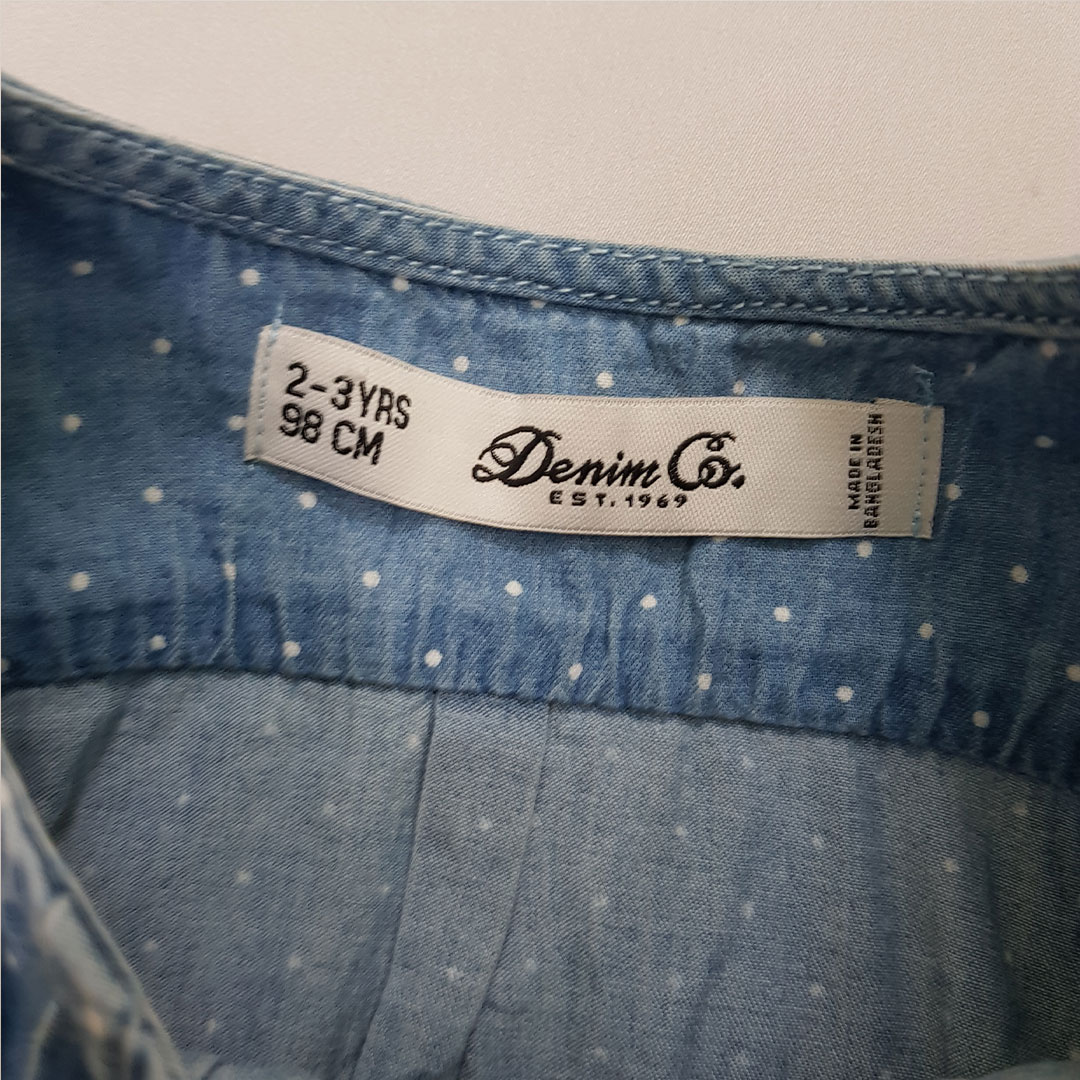 2-3YRS
98 CM
Denim Co.
EST. 1969
MADE IN
BANGLADESH